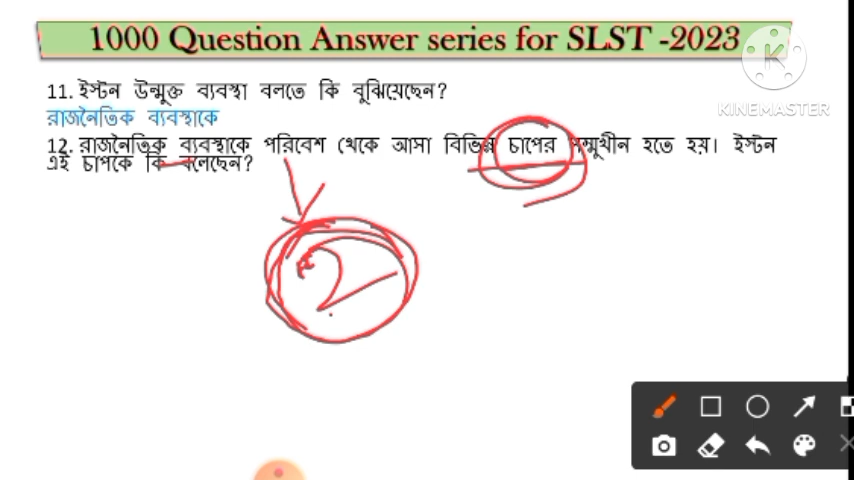 1000 Question Answer series for SLST -2023
KINEMASTER
11. ইস্টন উন্মুক্ত ব্যবস্থা বলতে কি বুঝিয়েছেন?
রাজনৈতিক ব্যবস্থাকে
12. রাজনৈতিক ব্যবস্থাকে পরিবেশ থেকে আসা বিভিন্ন চাপের সম্মুখীন হতে হয়। ইস্টন
এই চাপকে কি বলেছেন?